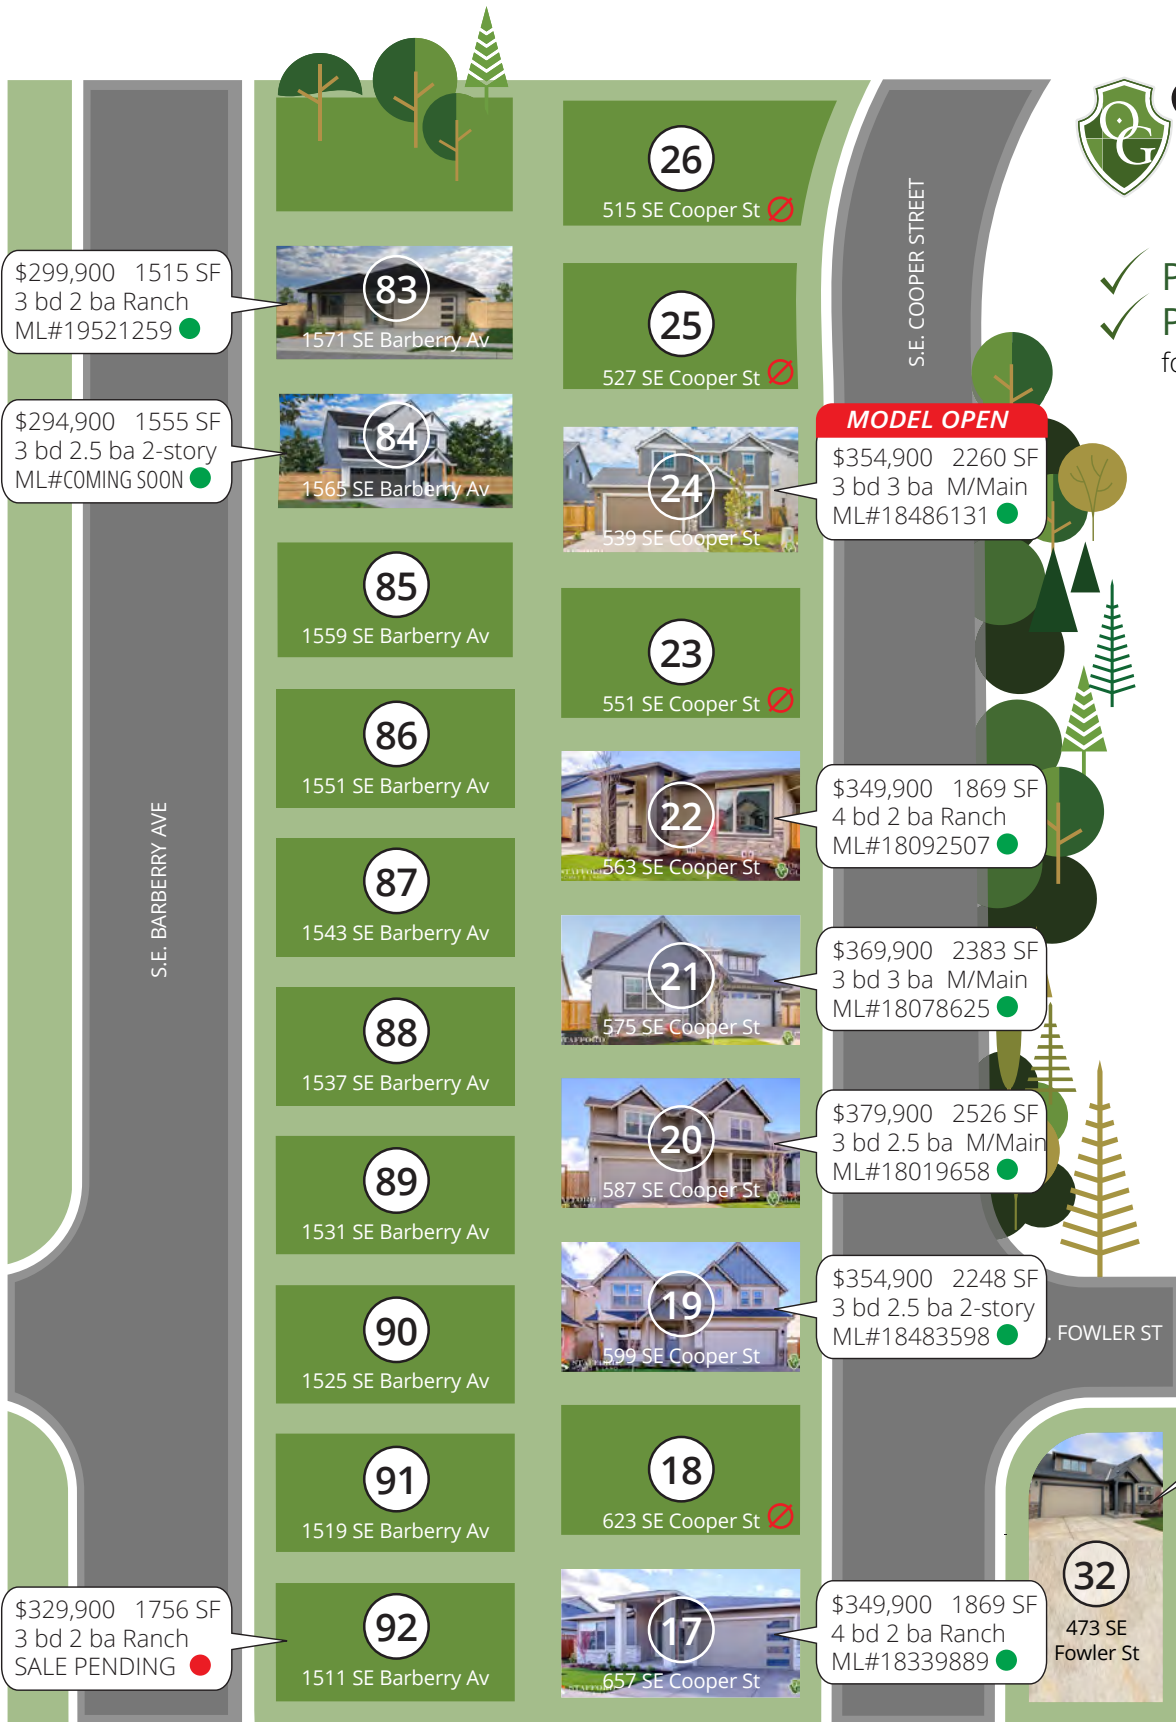 OG
26
515 SE Cooper St
S.E. COOPER STREET
$299,900 1515 SF
3 bd 2 ba Ranch
ML#19521259
83
1571 SE Barberry Av
25
527 SE Cooper St
P
P
fo
$294,900 1555 SF
3 bd 2.5 ba 2-story
ML#COMING SOON
84
1565 SE Barberry Av
24
539 SE Cooper St
MODEL OPEN
$354,900 2260 SF
3 bd 3 ba M/Main
ML#18486131
85
1559 SE Barberry Av
23
551 SE Cooper St
86
1551 SE Barberry Av
22
563 SE Cooper St
$349,900 1869 SF
4 bd 2 ba Ranch
ML#18092507
S.E. BARBERRY AVE
87
1543 SE Barberry Av
21
575 SE Cooper St
$369,900 2383 SF
3 bd 3 ba M/Main
ML#18078625
88
1537 SE Barberry Av
20
587 SE Cooper St
$379,900 2526 SF
3 bd 2.5 ba M/Main
ML#18019658
89
1531 SE Barberry Av
19
599 SE Cooper St
$354,900 2248 SF
3 bd 2.5 ba 2-story
ML#18483598
. FOWLER ST
90
1525 SE Barberry Av
91
1519 SE Barberry Av
18
623 SE Cooper St
$329,900 1756 SF
3 bd 2 ba Ranch
SALE PENDING
92
1511 SE Barberry Av
17
657 SE Cooper St
$349,900 1869 SF
4 bd 2 ba Ranch
ML#18339889
32
473 SE
Fowler St